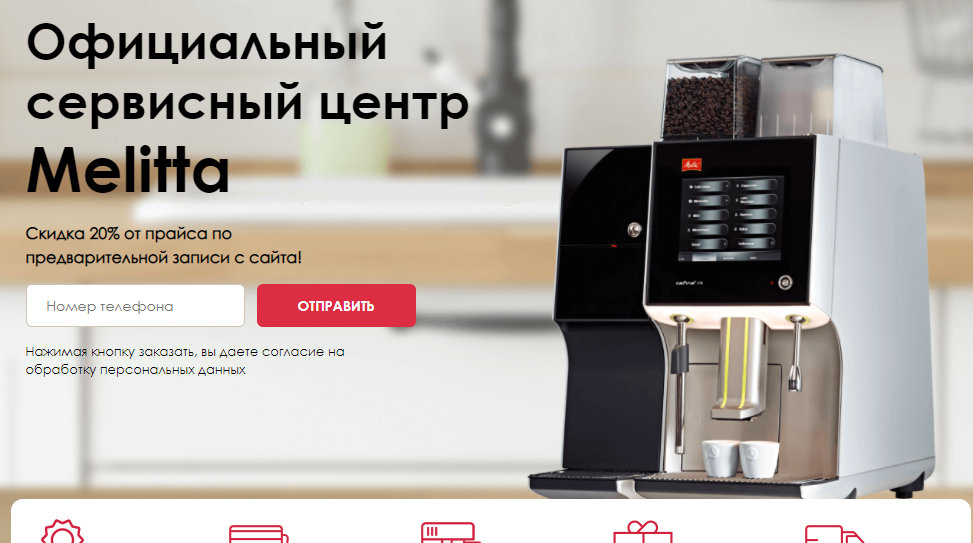 Официальный
сервисный центр
Melitta
Скидка 20% от прайса по
предварительной записи с сайта!
Номер телефона
ОТПРАВИТЬ
Нажимая кнопку заказать, вы даете согласие на
обработку персональных данных